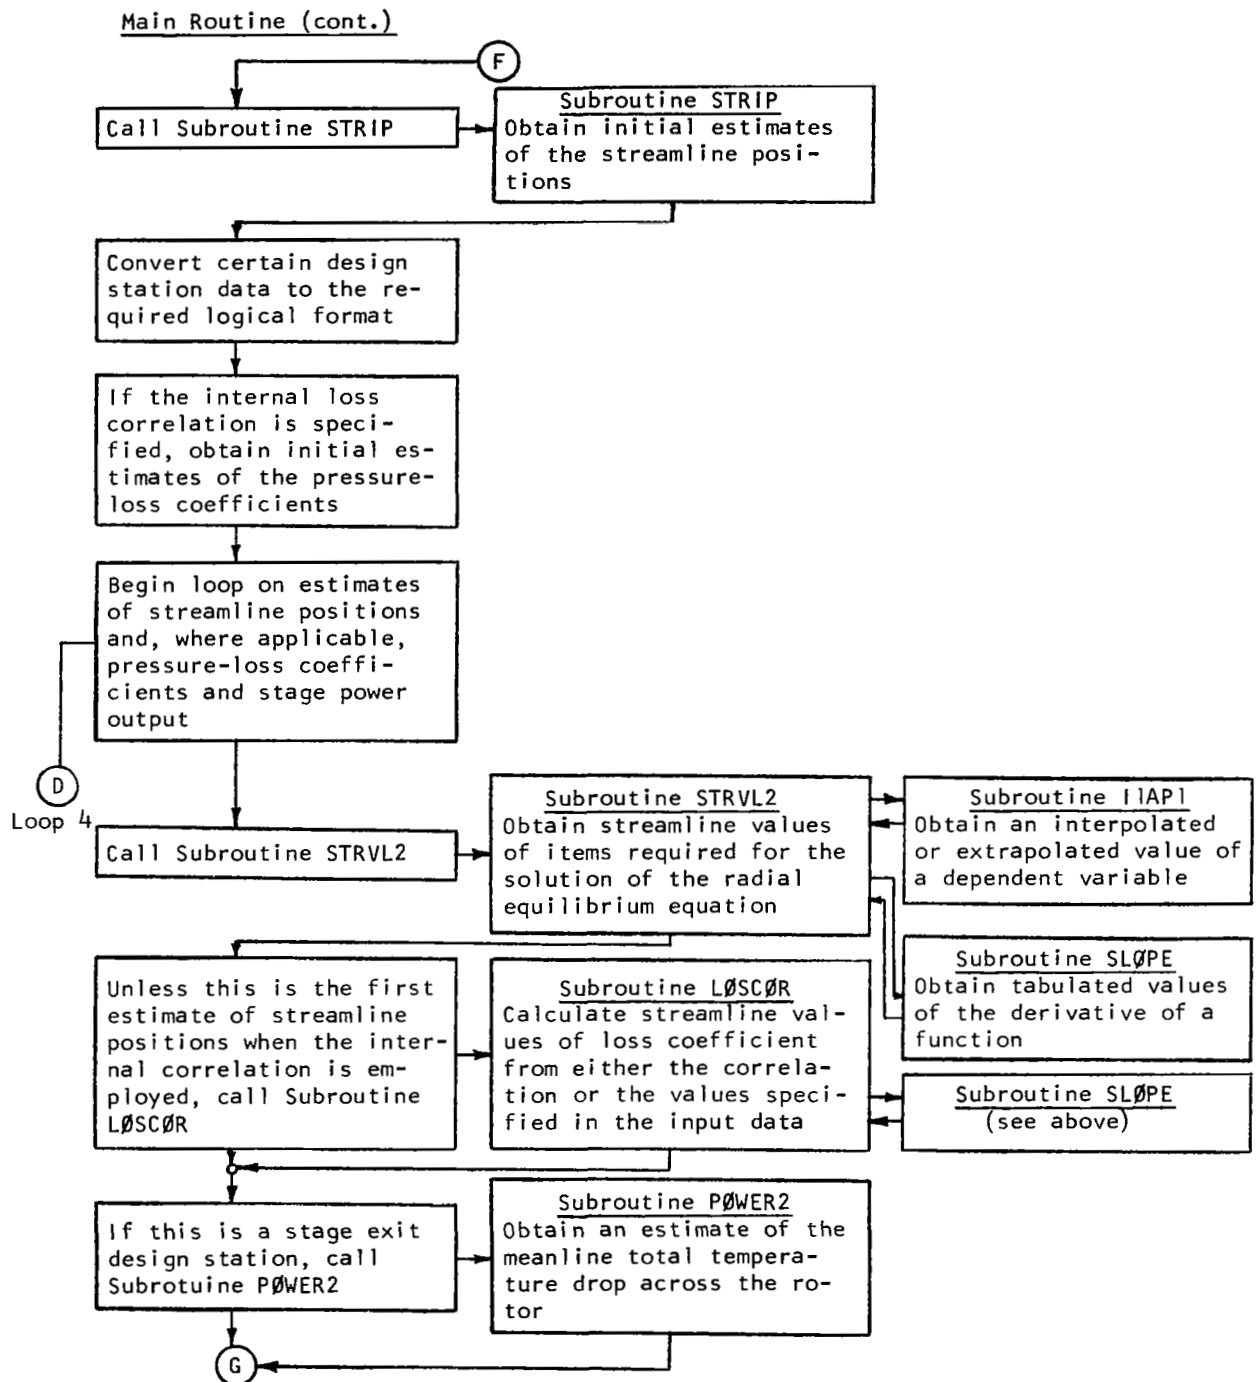 Main Routine (cont.)
F
Call Subroutine STRIP
Subroutine STRIP
Obtain initial estimates
of the streamline posi-
tions
Convert certain design
station data to the re-
quired logical format
If the internal loss
correlation is speci-
fied, obtain initial es-
timates of the pressure-
loss coefficients
Begin loop on estimates
of streamline positions
and, where applicable,
pressure-loss coeffi-
cients and stage power
output
D
Loop 4
Call Subroutine STRVL2
Subroutine STRVL2
Obtain streamline values
of items required for the
solution of the radial
equilibrium equation
Subroutine I1AP1
Obtain an interpolated
or extrapolated value of
a dependent variable
Subroutine SLØPE
Obtain tabulated values
of the derivative of a
function
Unless this is the first
estimate of streamline
positions when the inter-
nal correlation is em-
ployed, call Subroutine
LØSCØR
Subroutine LØSCØR
Calculate streamline val-
ues of loss coefficient
from either the correla-
tion or the values speci-
fied in the input data
Subroutine SLØPE
(see above)
If this is a stage exit
design station, call
Subrotuine PØWER2
Subroutine PØWER2
Obtain an estimate of the
meanline total tempera-
ture drop across the ro-
tor
G